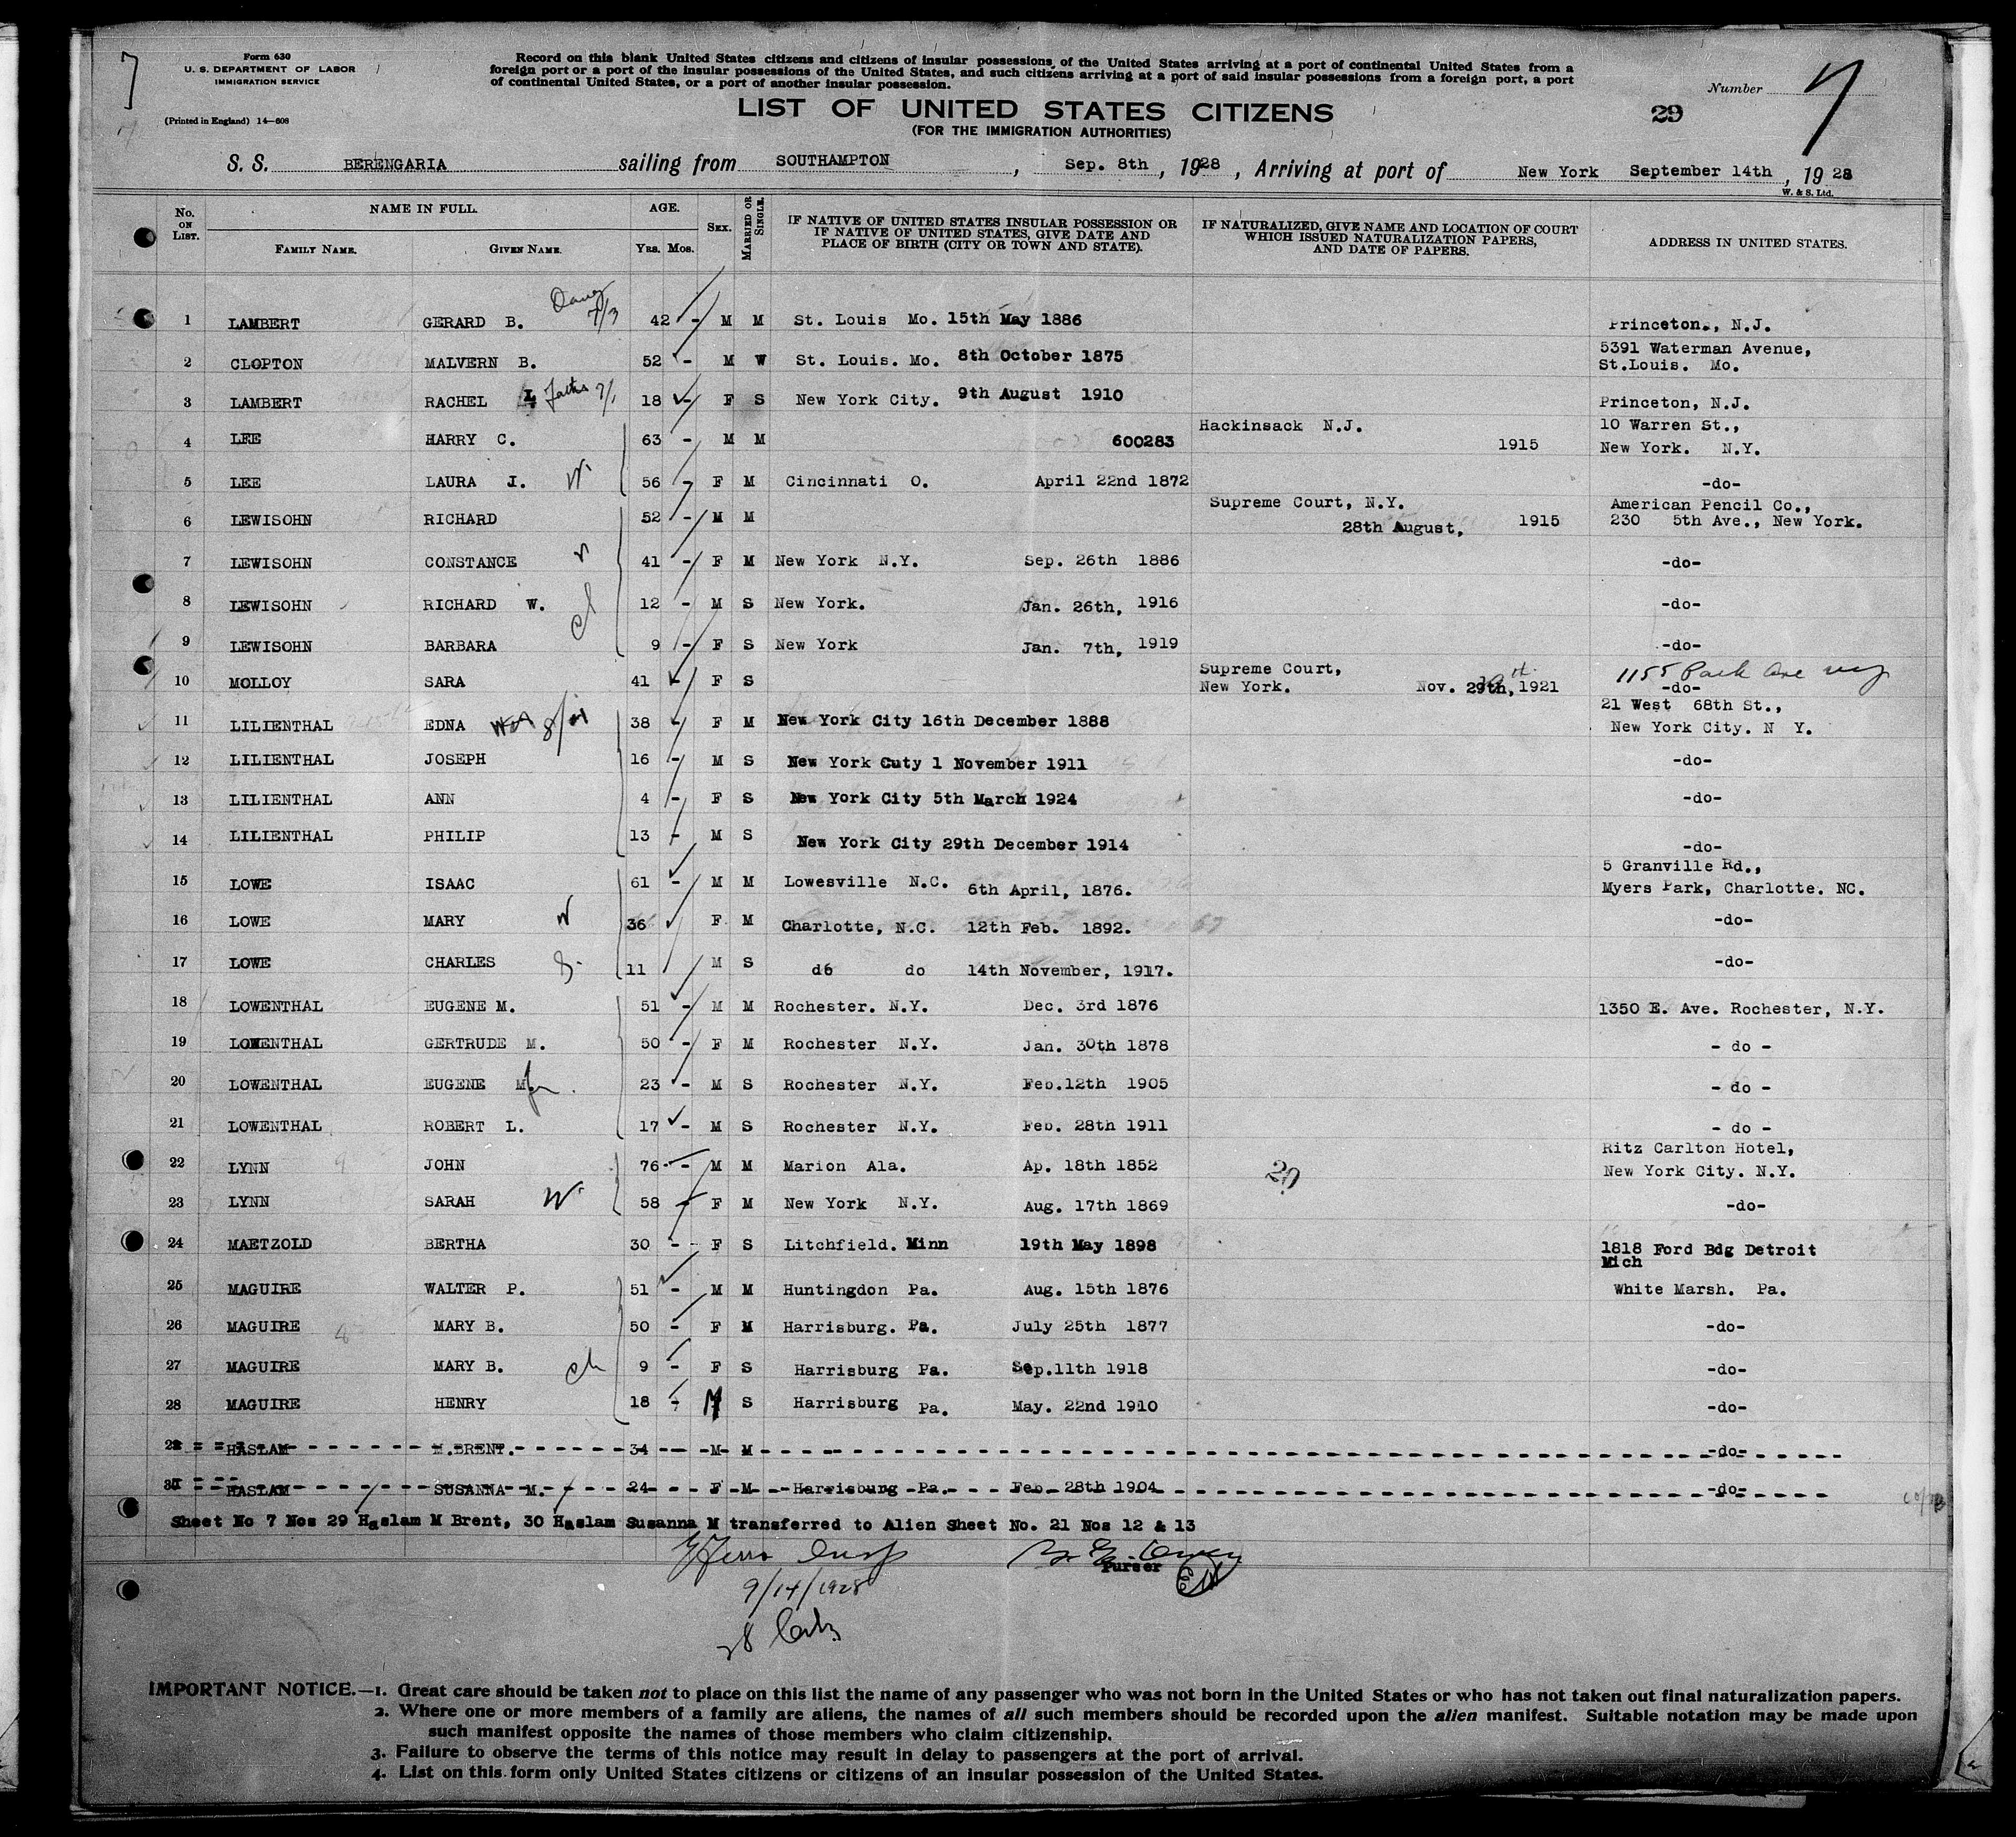 7
Form 630
U. S. DEPARTMENT OF LABOR
IMMIGRATION SERVICE
(Printed in England) 14—608
Record on this blank United States citizens and citizens of insular possessions of the United States arriving at a port of continental United States from a
foreign port or a port of the insular possessions of the United States, and such citizens arriving at a port of said insular possessions from a foreign port, a port
of continental United States, or a port of another insular possession.
LIST OF UNITED STATES CITIZENS
(FOR THE IMMIGRATION AUTHORITIES)
29
Number 7
S. S. BERENGARIA sailing from SOUTHAMPTON, Sep. 8th, 1928, Arriving at port of New York September 14th, 1928
W. & S. Ltd.
No. ON LIST. NAME IN FULL. FAMILY NAME. GIVEN NAME. AGE. YRS. MOS. SEX. MARRIED OR SINGLE. IF NATIVE OF UNITED STATES INSULAR POSSESSION OR IF NATIVE OF UNITED STATES, GIVE DATE AND PLACE OF BIRTH (CITY OR TOWN AND STATE). IF NATURALIZED, GIVE NAME AND LOCATION OF COURT WHICH ISSUED NATURALIZATION PAPERS, AND DATE OF PAPERS. ADDRESS IN UNITED STATES.
1 LAMBERT GERARD B. 7/3 42 - M M St. Louis Mo. 15th May 1886 Princeton., N.J.
2 CLOPTON MALVERN B. 52 - M W St. Louis. Mo. 8th October 1875 5391 Waterman Avenue, St.Louis. Mo.
3 LAMBERT RACHEL L 7/1 18 - F S New York City. 9th August 1910 Princeton, N.J.
4 LEE HARRY C. 63 - M M 600283 Hackinsack N.J. 1915 10 Warren St., New York. N.Y.
5 LEE LAURA J. W. 56 - F M Cincinnati O. April 22nd 1872 -do-
6 LEWISOHN RICHARD 52 - M M Supreme Court, N.Y. 28th August, 1915 American Pencil Co., 230 5th Ave., New York.
7 LEWISOHN CONSTANCE 41 - F M New York N.Y. Sep. 26th 1886 -do-
8 LEWISOHN RICHARD W. 12 - M S New York. Jan. 26th, 1916 -do-
9 LEWISOHN BARBARA ch 9 - F S New York Jan. 7th, 1919 -do-
10 MOLLOY SARA 41 - F S Supreme Court, New York. Nov. 29th, 1921 1155 Park Ave NY -do-
11 LILIENTHAL EDNA 38 - F M New York City 16th December 1888 21 West 68th St., New York City. N Y.
12 LILIENTHAL JOSEPH 16 - M S New York Cuty 1 November 1911 -do-
13 LILIENTHAL ANN 4 - F S New York City 5th March 1924 -do-
14 LILIENTHAL PHILIP 13 - M S New York City 29th December 1914 -do-
15 LOWE ISAAC 61 - M M Lowesville N.C. 6th April, 1876. 5 Granville Rd., Myers Park, Charlotte. NC.
16 LOWE MARY W 36 F M Charlotte, N.C. 12th Feb. 1892. -do-
17 LOWE CHARLES S. 11 M S do do 14th November, 1917. -do-
18 LOWENTHAL EUGENE M. 51 - M M Rochester. N.Y. Dec. 3rd 1876 1350 E. Ave. Rochester, N.Y.
19 LOWENTHAL GERTRUDE M. 50 - F M Rochester N.Y. Jan. 30th 1878 - do -
20 LOWENTHAL EUGENE M Jr. 23 - M S Rochester N.Y. Feb.12th 1905 - do -
21 LOWENTHAL ROBERT L. 17 - M S Rochester N.Y. Feb. 28th 1911 - do -
22 LYNN JOHN 76 - M M Marion Ala. Ap. 18th 1852 29 Ritz Carlton Hotel, New York City. N.Y.
23 LYNN SARAH W. 58 - F M New York N.Y. Aug. 17th 1869 -do-
24 MAETZOLD BERTHA 30 - F S Litchfield. Minn 19th May 1898 1818 Ford Bdg Detroit Mich
25 MAGUIRE WALTER P. 51 - M M Huntingdon Pa. Aug. 15th 1876 White Marsh. Pa.
26 MAGUIRE MARY B. 50 - F M Harrisburg. Pa. July 25th 1877 -do-
27 MAGUIRE MARY B. ch 9 - F S Harrisburg Pa. Sep.11th 1918 -do-
28 MAGUIRE HENRY 18 - M S Harrisburg Pa. May. 22nd 1910 -do-
29 HASLAM M.BRENT. 34 M M -do-
30 HASLAM SUSANNA M. 24 F M Harrisburg Pa. Feb. 28th 1904 -do-
Sheet No 7 Nos 29 Haslam M Brent, 30 Haslam Susanna M transferred to Alien Sheet No. 21 Nos 12 & 13
Purser
9/14/1928
IMPORTANT NOTICE.—1. Great care should be taken not to place on this list the name of any passenger who was not born in the United States or who has not taken out final naturalization papers.
2. Where one or more members of a family are aliens, the names of all such members should be recorded upon the alien manifest. Suitable notation may be made upon
such manifest opposite the names of those members who claim citizenship.
3. Failure to observe the terms of this notice may result in delay to passengers at the port of arrival.
4. List on this form only United States citizens or citizens of an insular possession of the United States.